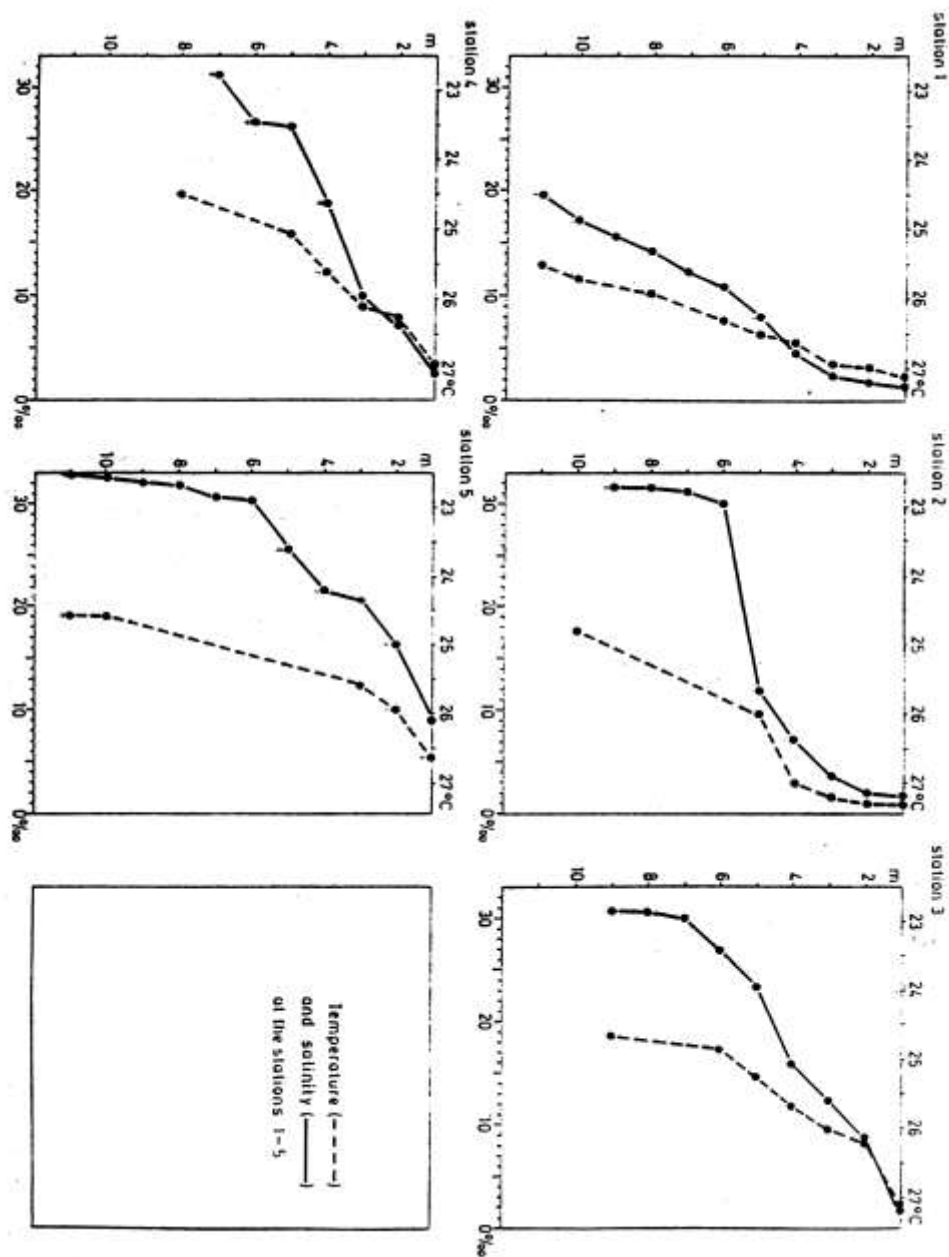 station 1
23 24 25 26 27°C
m
2
4
6
8
10
30 20 10 0‰
station 2
23 24 25 26 27°C
m
2
4
6
8
10
30 20 10 0‰
station 3
23 24 25 26 27°C
m
2
4
6
8
10
30 20 10 0‰
station 4
23 24 25 26 27°C
m
2
4
6
8
10
30 20 10 0‰
station 5
23 24 25 26 27°C
m
2
4
6
8
10
30 20 10 0‰
Temperature (----)
and salinity (——)
at the stations 1-5